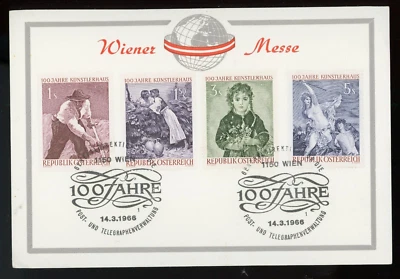 Wiener Messe
100 JAHRE KÜNSTLERHAUS
1S
REPUBLIK ÖSTERREICH
100 JAHRE KÜNSTLERHAUS
REPUBLIK ÖSTERREICH
100 JAHRE KÜNSTLERHAUS
3S
REPUBLIK ÖSTERREICH
100 JAHRE KÜNSTLERHAUS
5S
REPUBLIK ÖSTERREICH
1150 WIEN
100 JAHRE
14.3.1966
POST- UND TELEGRAPHENVERWALTUNG
1150 WIEN
100 JAHRE
14.3.1966
POST- UND TELEGRAPHENVERWALTUNG